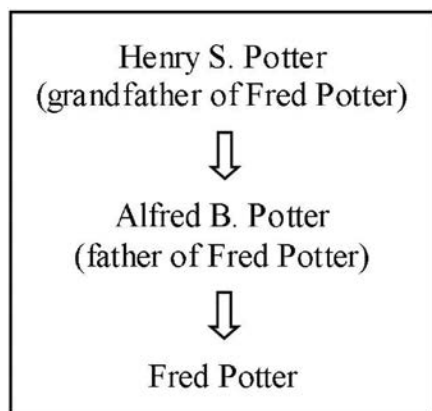 Henry S. Potter
(grandfather of Fred Potter)
Alfred B. Potter
(father of Fred Potter)
Fred Potter